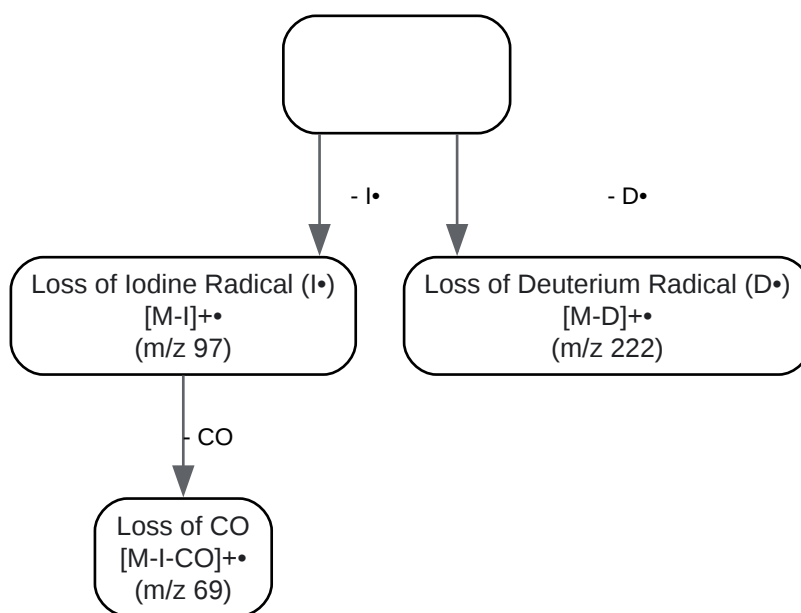 - I•
- D•
Loss of Iodine Radical (I•)
[M-I]+•
(m/z 97)
Loss of Deuterium Radical (D•)
[M-D]+•
(m/z 222)
- CO
Loss of CO
[M-I-CO]+•
(m/z 69)